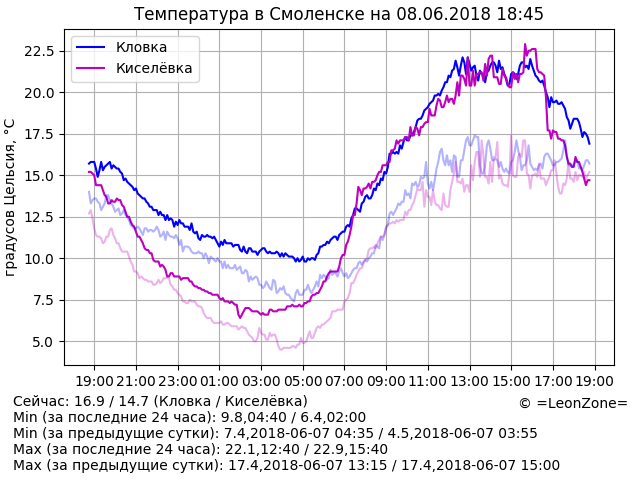 Температура в Смоленске на 08.06.2018 18:45
Кловка
Киселёвка
градусов Цельсия, °C
22.5
20.0
17.5
15.0
12.5
10.0
7.5
5.0
19:00 21:00 23:00 01:00 03:00 05:00 07:00 09:00 11:00 13:00 15:00 17:00 19:00
Сейчас: 16.9 / 14.7 (Кловка / Киселёвка)
© =LeonZone=
Min (за последние 24 часа): 9.8,04:40 / 6.4,02:00
Min (за предыдущие сутки): 7.4,2018-06-07 04:35 / 4.5,2018-06-07 03:55
Max (за последние 24 часа): 22.1,12:40 / 22.9,15:40
Max (за предыдущие сутки): 17.4,2018-06-07 13:15 / 17.4,2018-06-07 15:00